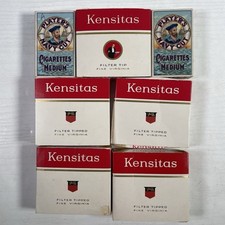 PLAYER'S
NAVY CUT
CIGARETTES
MEDIUM
Kensitas
FILTER TIP
FINE VIRGINIA
PLAYER'S
NAVY CUT
CIGARETTES
MEDIUM
Kensitas
FILTER TIPPED
FINE VIRGINIA
Kensitas
FILTER TIPPED
FINE VIRGINIA
Kensitas
FILTER TIPPED
FINE VIRGINIA
Kensitas
FILTER TIPPED
FINE VIRGINIA